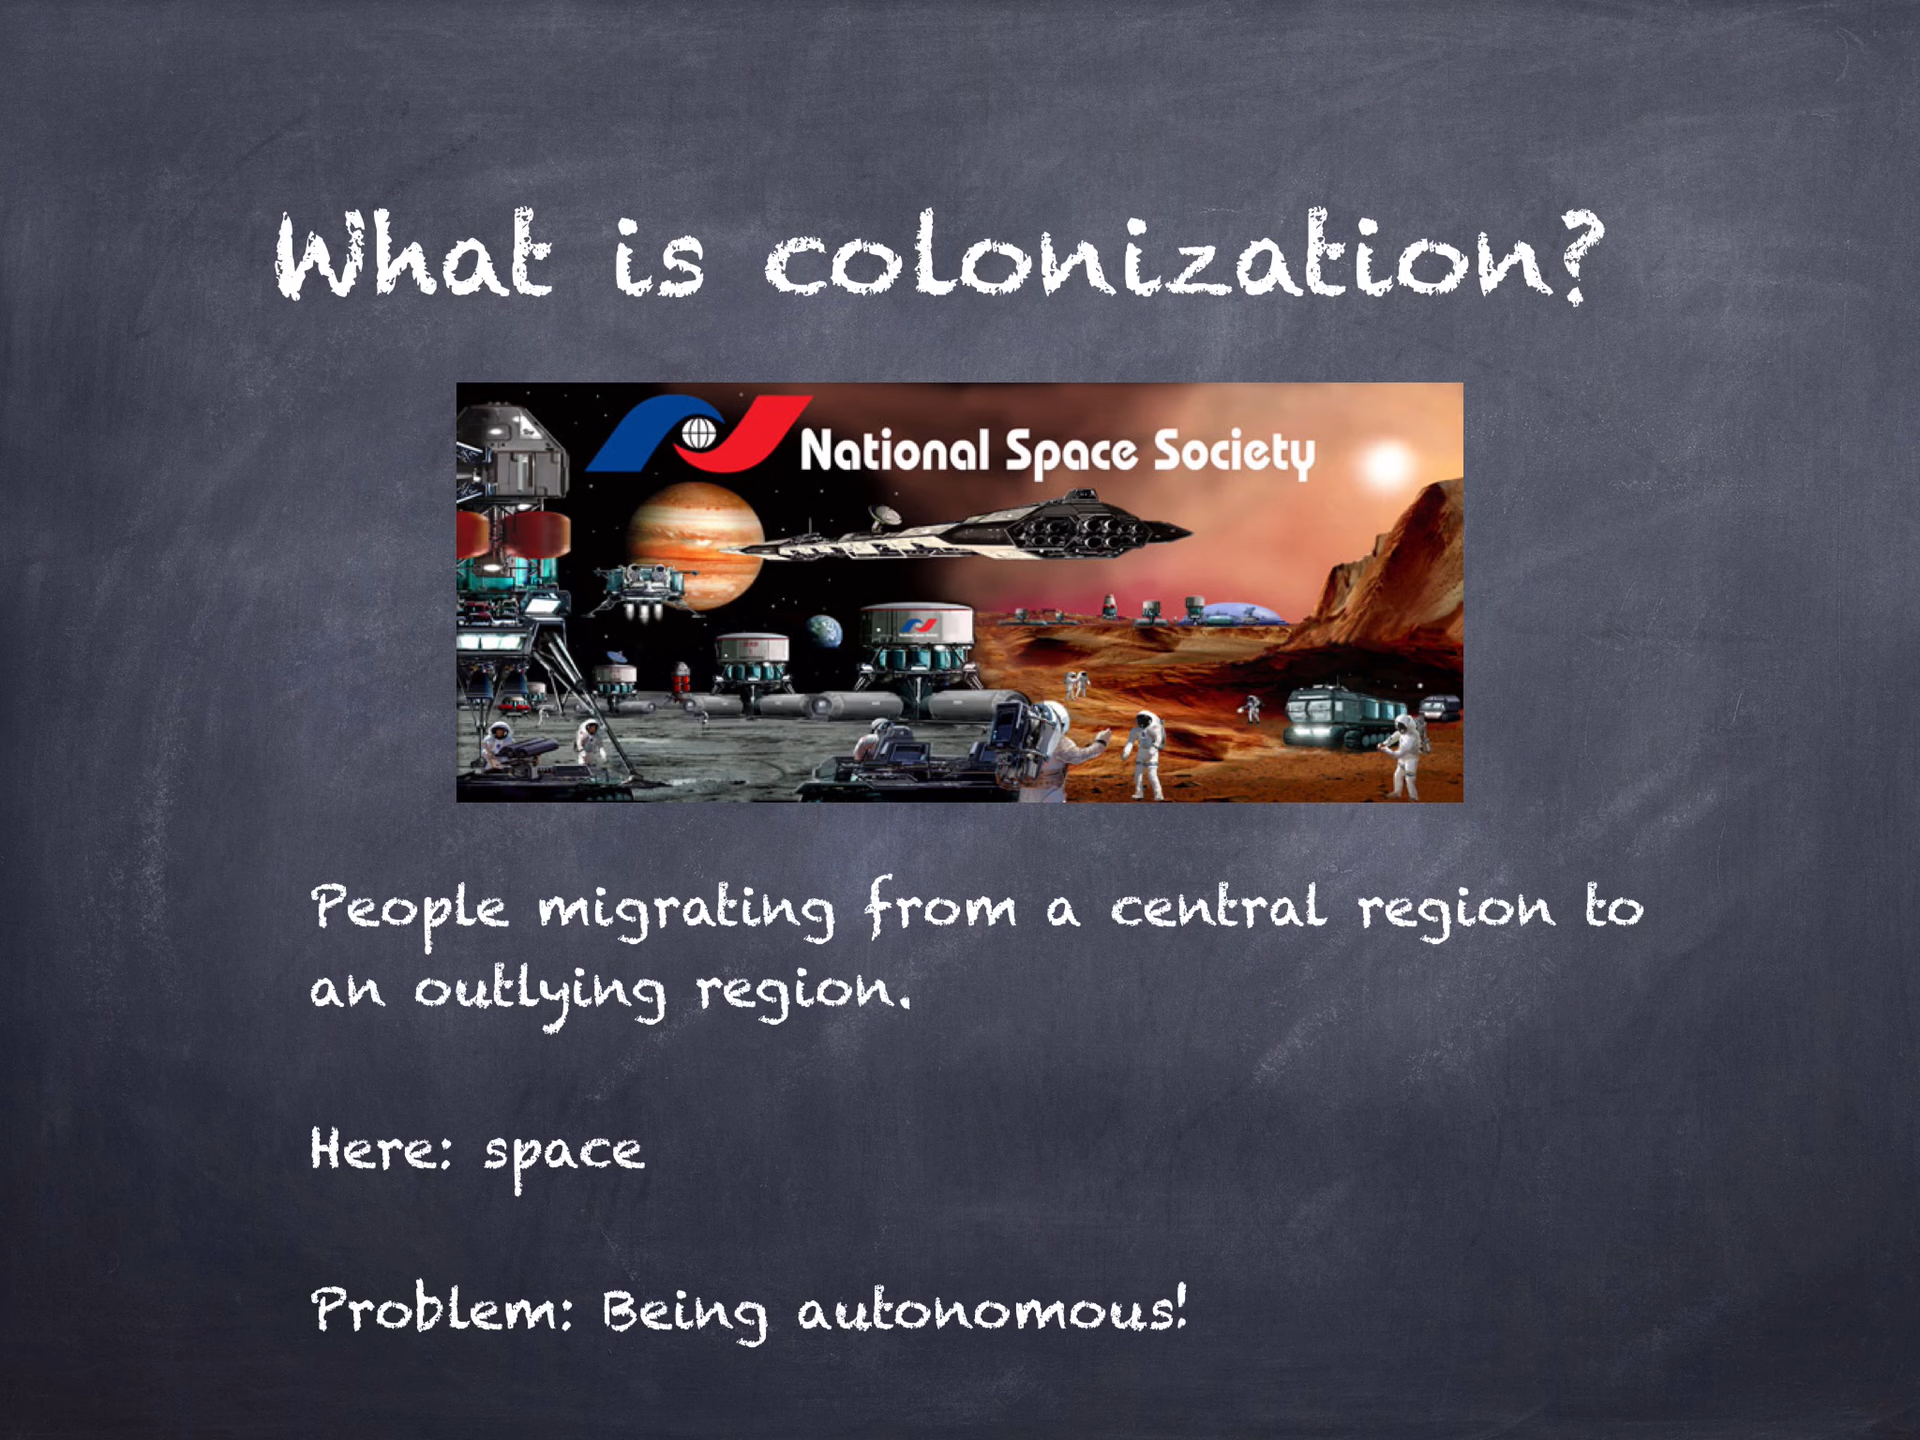 What is colonization?
National Space Society
People migrating from a central region to
an outlying region.
Here: space
Problem: Being autonomous!